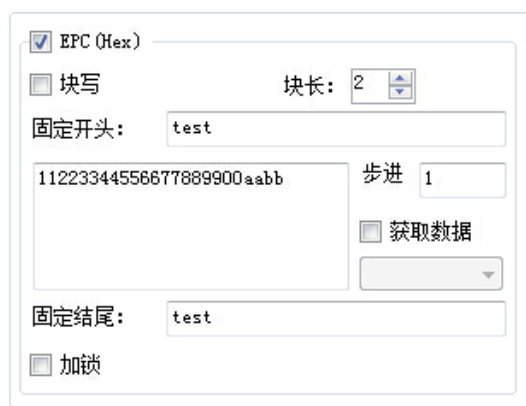 EPC(Hex)
块写 块长： 2
固定开头： test
11223344556677889900aabb
步进 1
获取数据
固定结尾： test
加锁